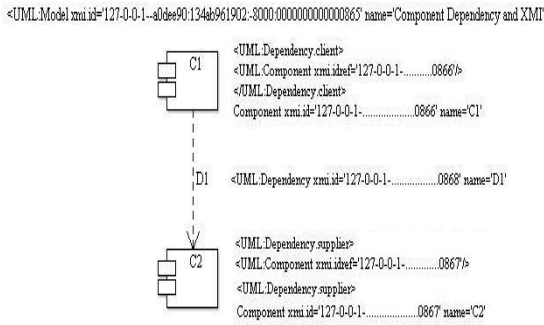 <UML:Model xmi.id='127-0-0-1--a0dee90:134ab961902:-8000:0000000000000865' name='Component Dependency and XMI'
C1
<UML:Dependency.client>
<UML:Component xmi.idref='127-0-0-1-...........0866'/>
</UML:Dependency.client>
Component xmi.id='127-0-0-1-.....................0866' name='C1'
D1
<UML:Dependency xmi.id='127-0-0-1-...................0868' name='D1'
C2
<UML:Dependency.supplier>
<UML:Component xmi.idref='127-0-0-1-.............0867'/>
<UML:Dependency.supplier>
Component xmi.id='127-0-0-1-.....................0867' name='C2'